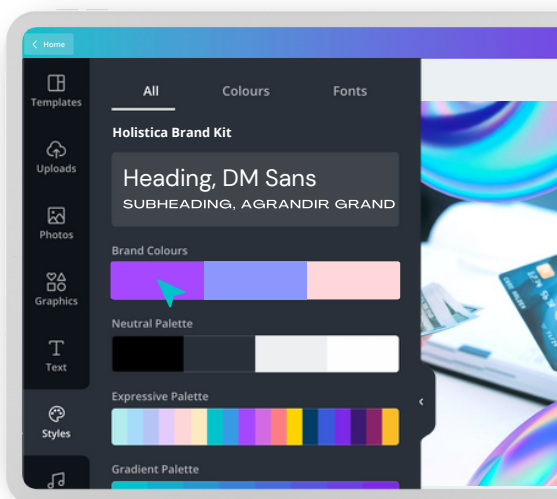 Home
Templates
Uploads
Photos
Graphics
Text
Styles
All Colours Fonts
Holistica Brand Kit
Heading, DM Sans
SUBHEADING, AGRANDIR GRAND
Brand Colours
Neutral Palette
Expressive Palette
Gradient Palette